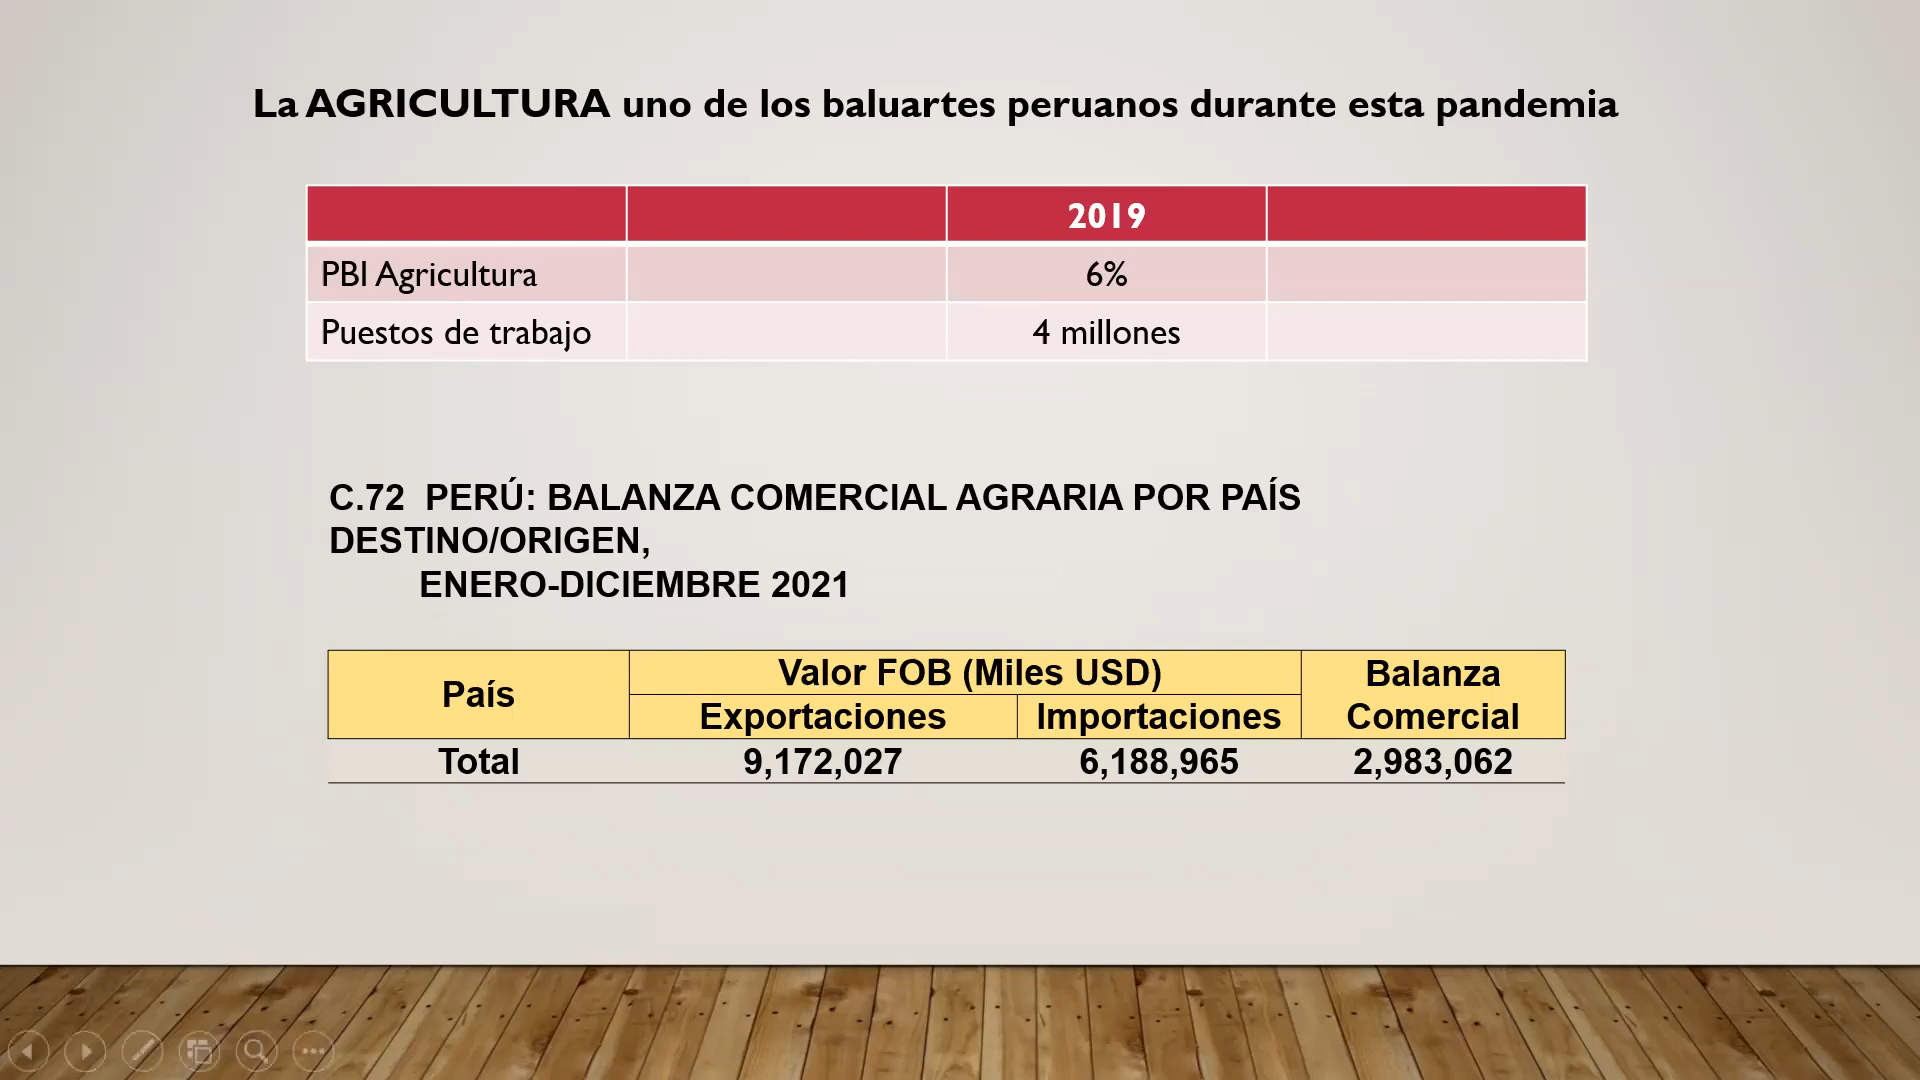 La AGRICULTURA uno de los baluartes peruanos durante esta pandemia
2019
PBI Agricultura 6%
Puestos de trabajo 4 millones
C.72 PERÚ: BALANZA COMERCIAL AGRARIA POR PAÍS
DESTINO/ORIGEN,
ENERO-DICIEMBRE 2021
País Valor FOB (Miles USD) Balanza Comercial
Exportaciones Importaciones
Total 9,172,027 6,188,965 2,983,062